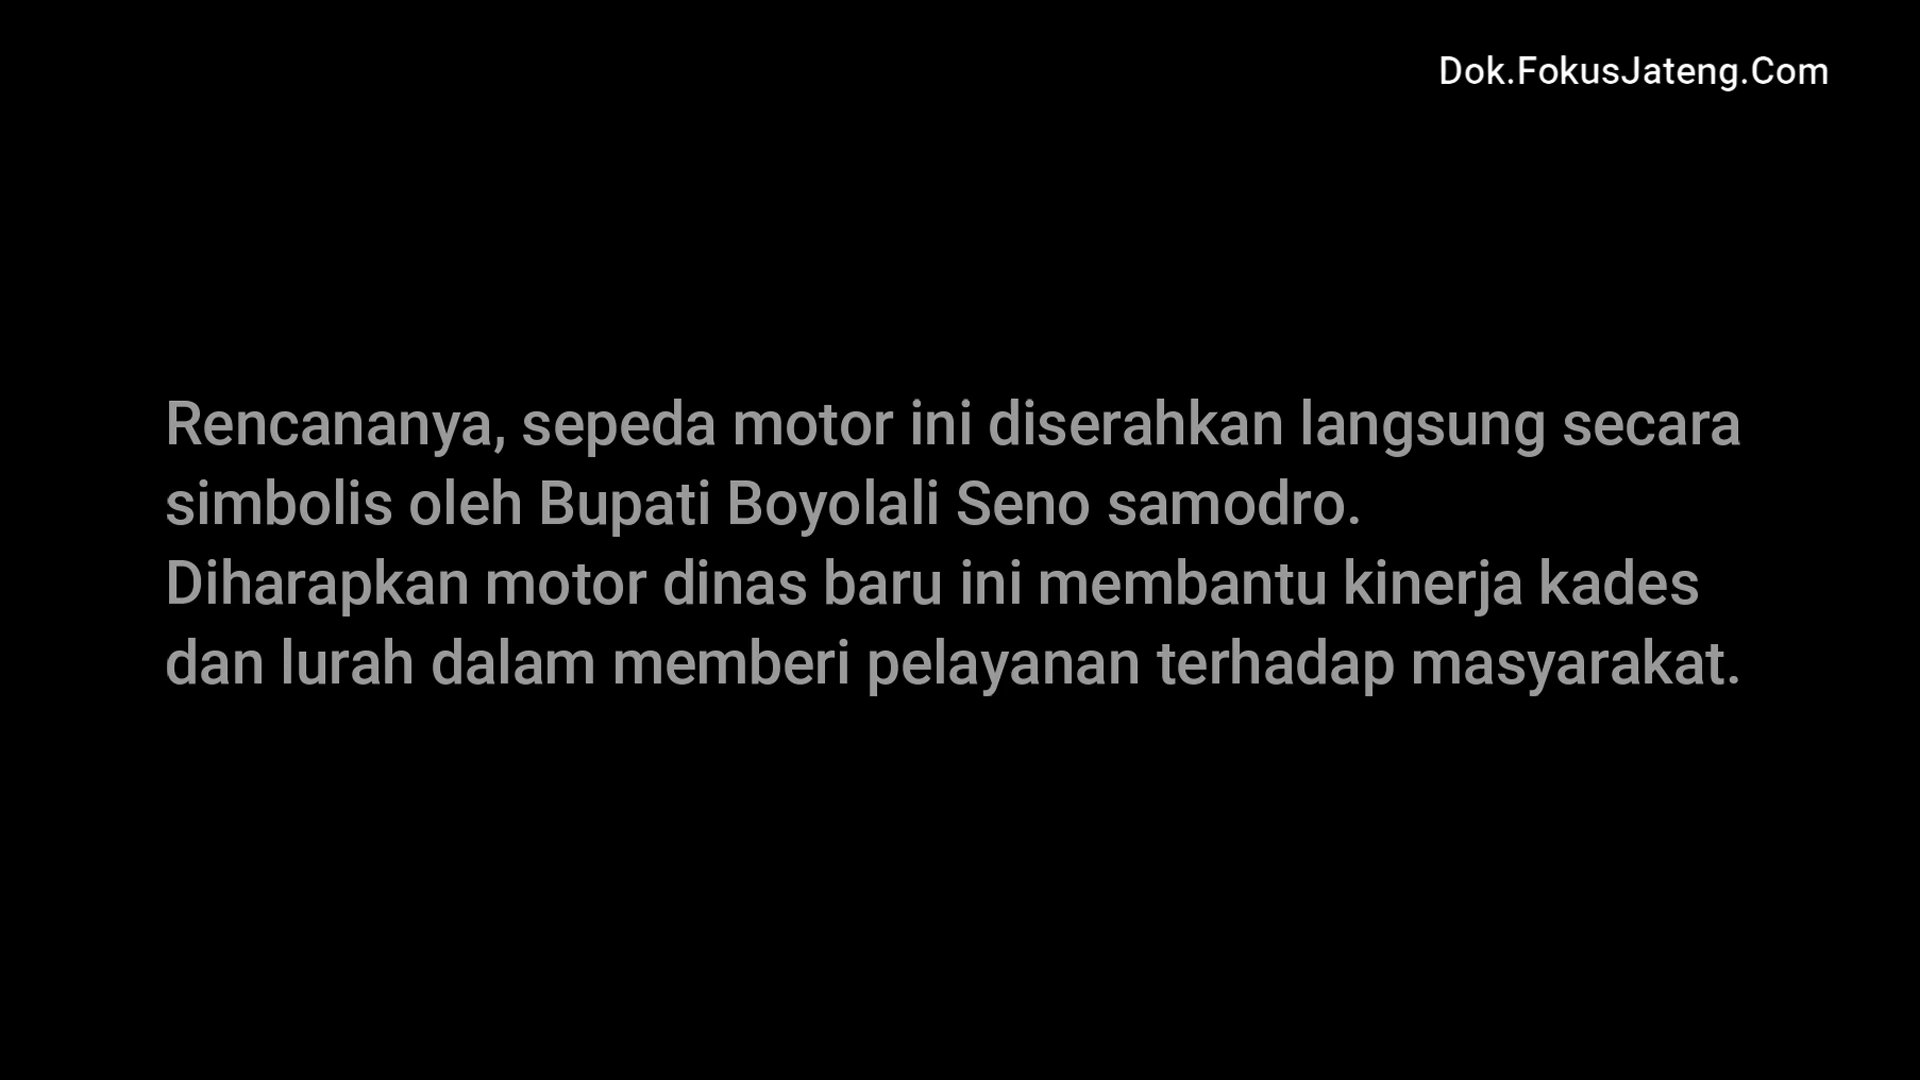 Dok.FokusJateng.Com
Rencananya, sepeda motor ini diserahkan langsung secara
simbolis oleh Bupati Boyolali Seno samodro.
Diharapkan motor dinas baru ini membantu kinerja kades
dan lurah dalam memberi pelayanan terhadap masyarakat.